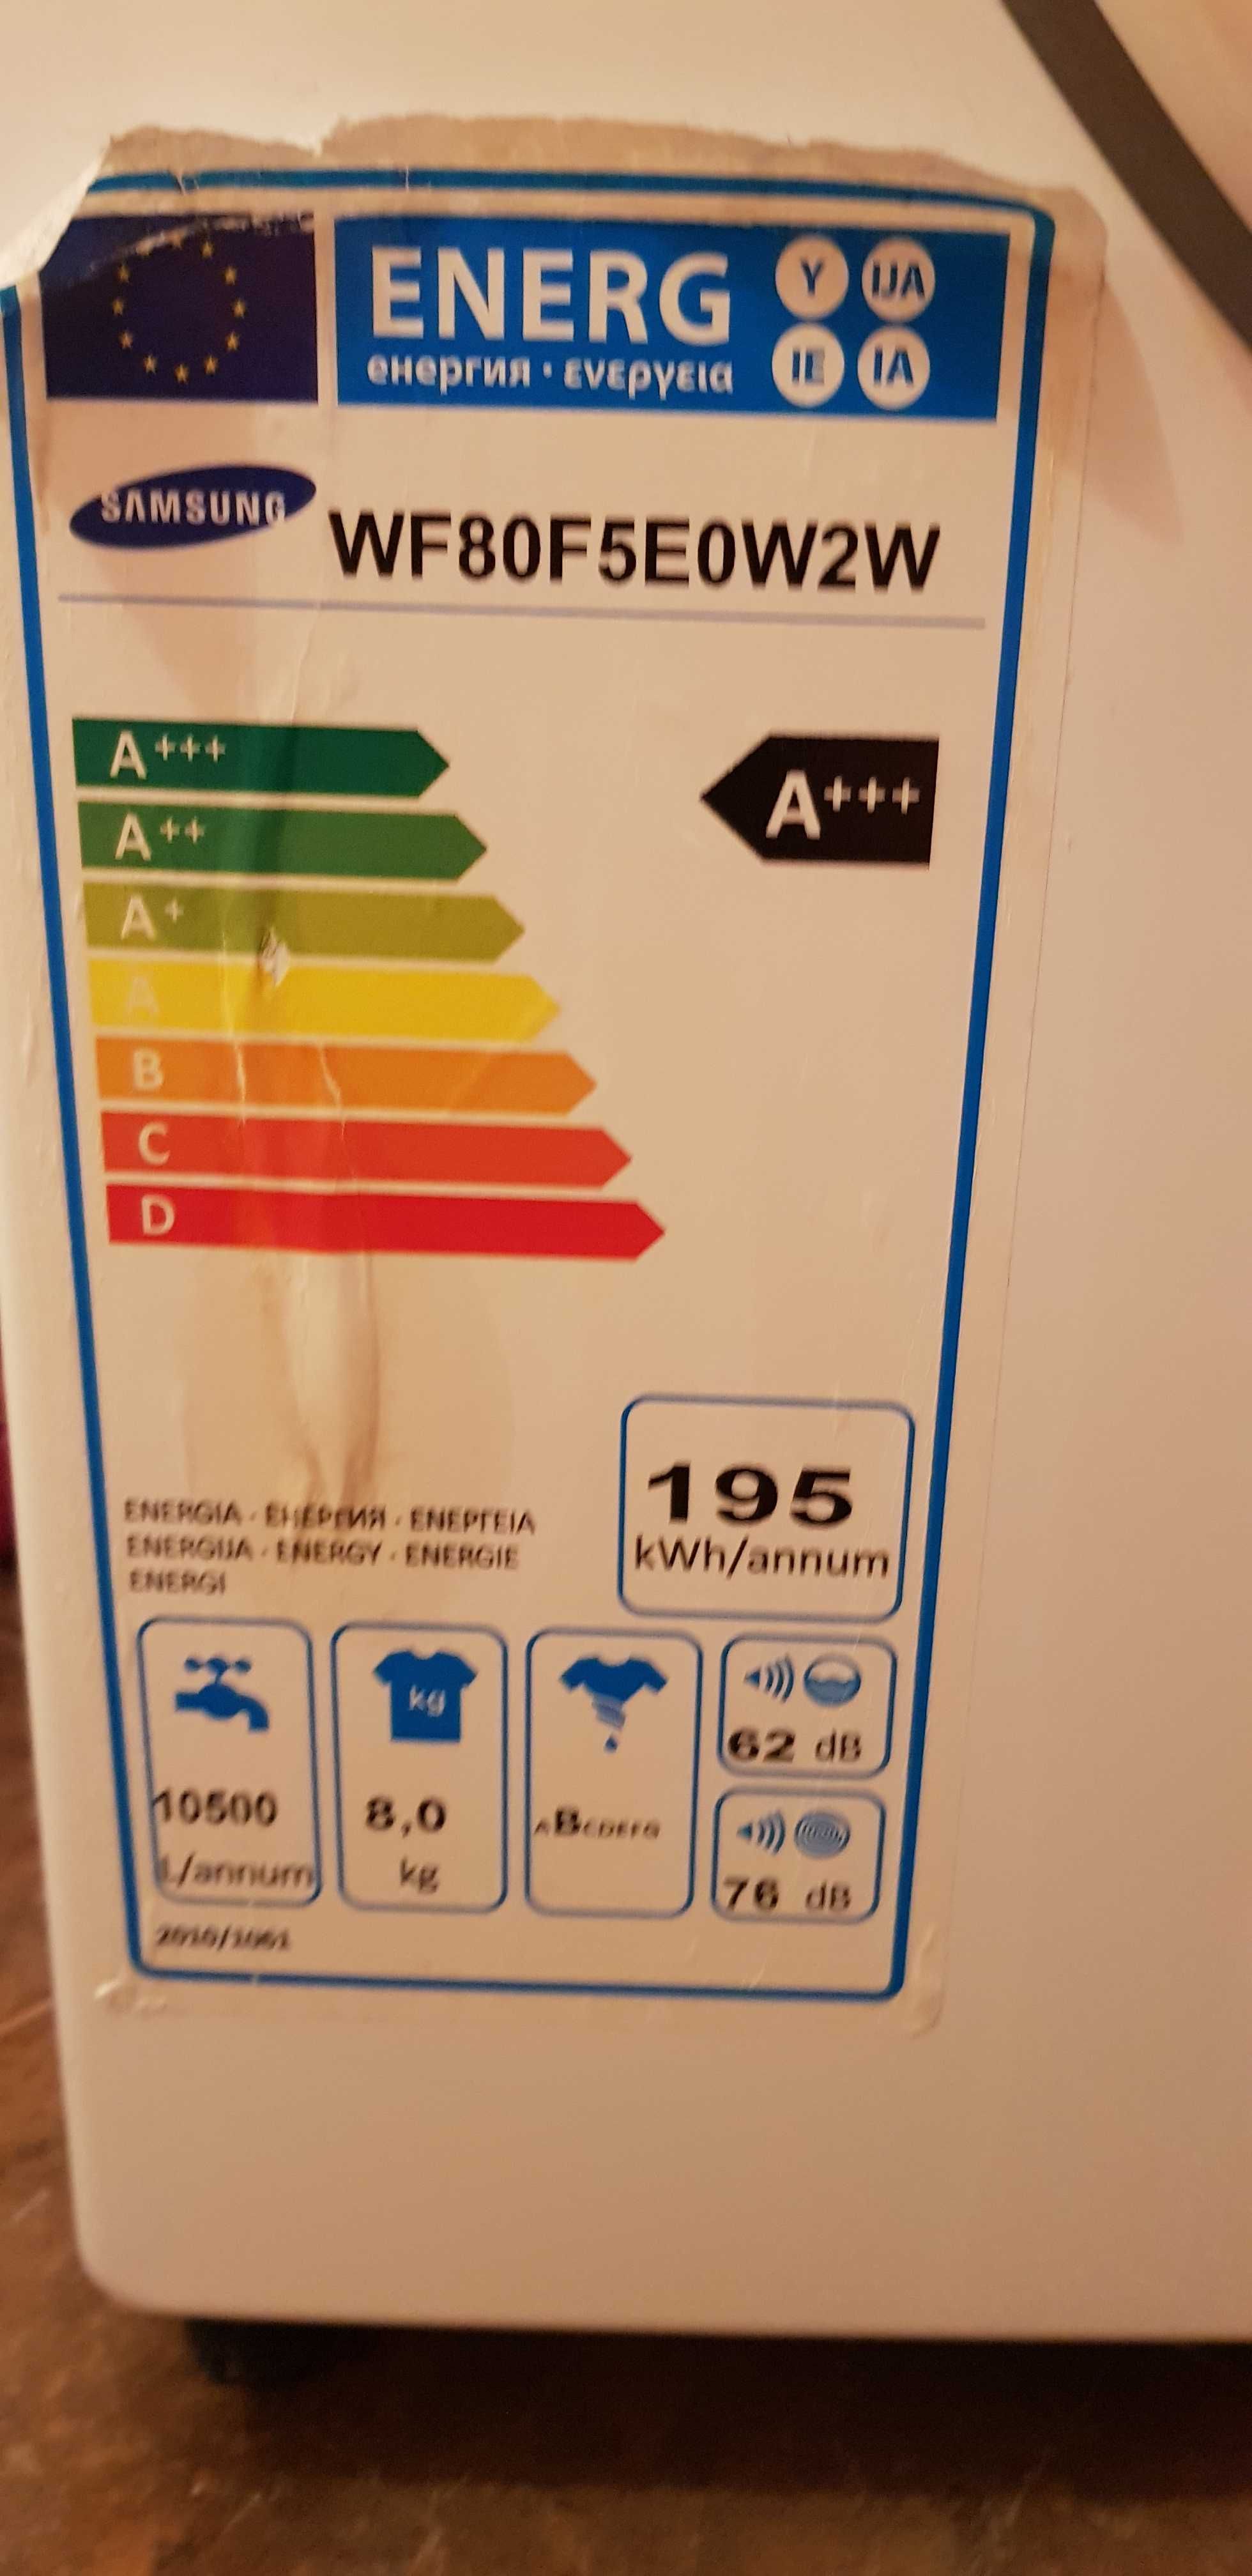 ENERG Y IJA
енергия · ενεργεια IE IA
SAMSUNG WF80F5E0W2W
A+++ A+++
A++
A+
A
B
C
D
195
kWh/annum
ENERGIA · ЕНЕРГИЯ · ΕΝΕΡΓΕΙΑ
ENERGIJA · ENERGY · ENERGIE
ENERGI
kg
62 dB
10500 8,0 ABCDEFG
L/annum kg
76 dB
2010/1061